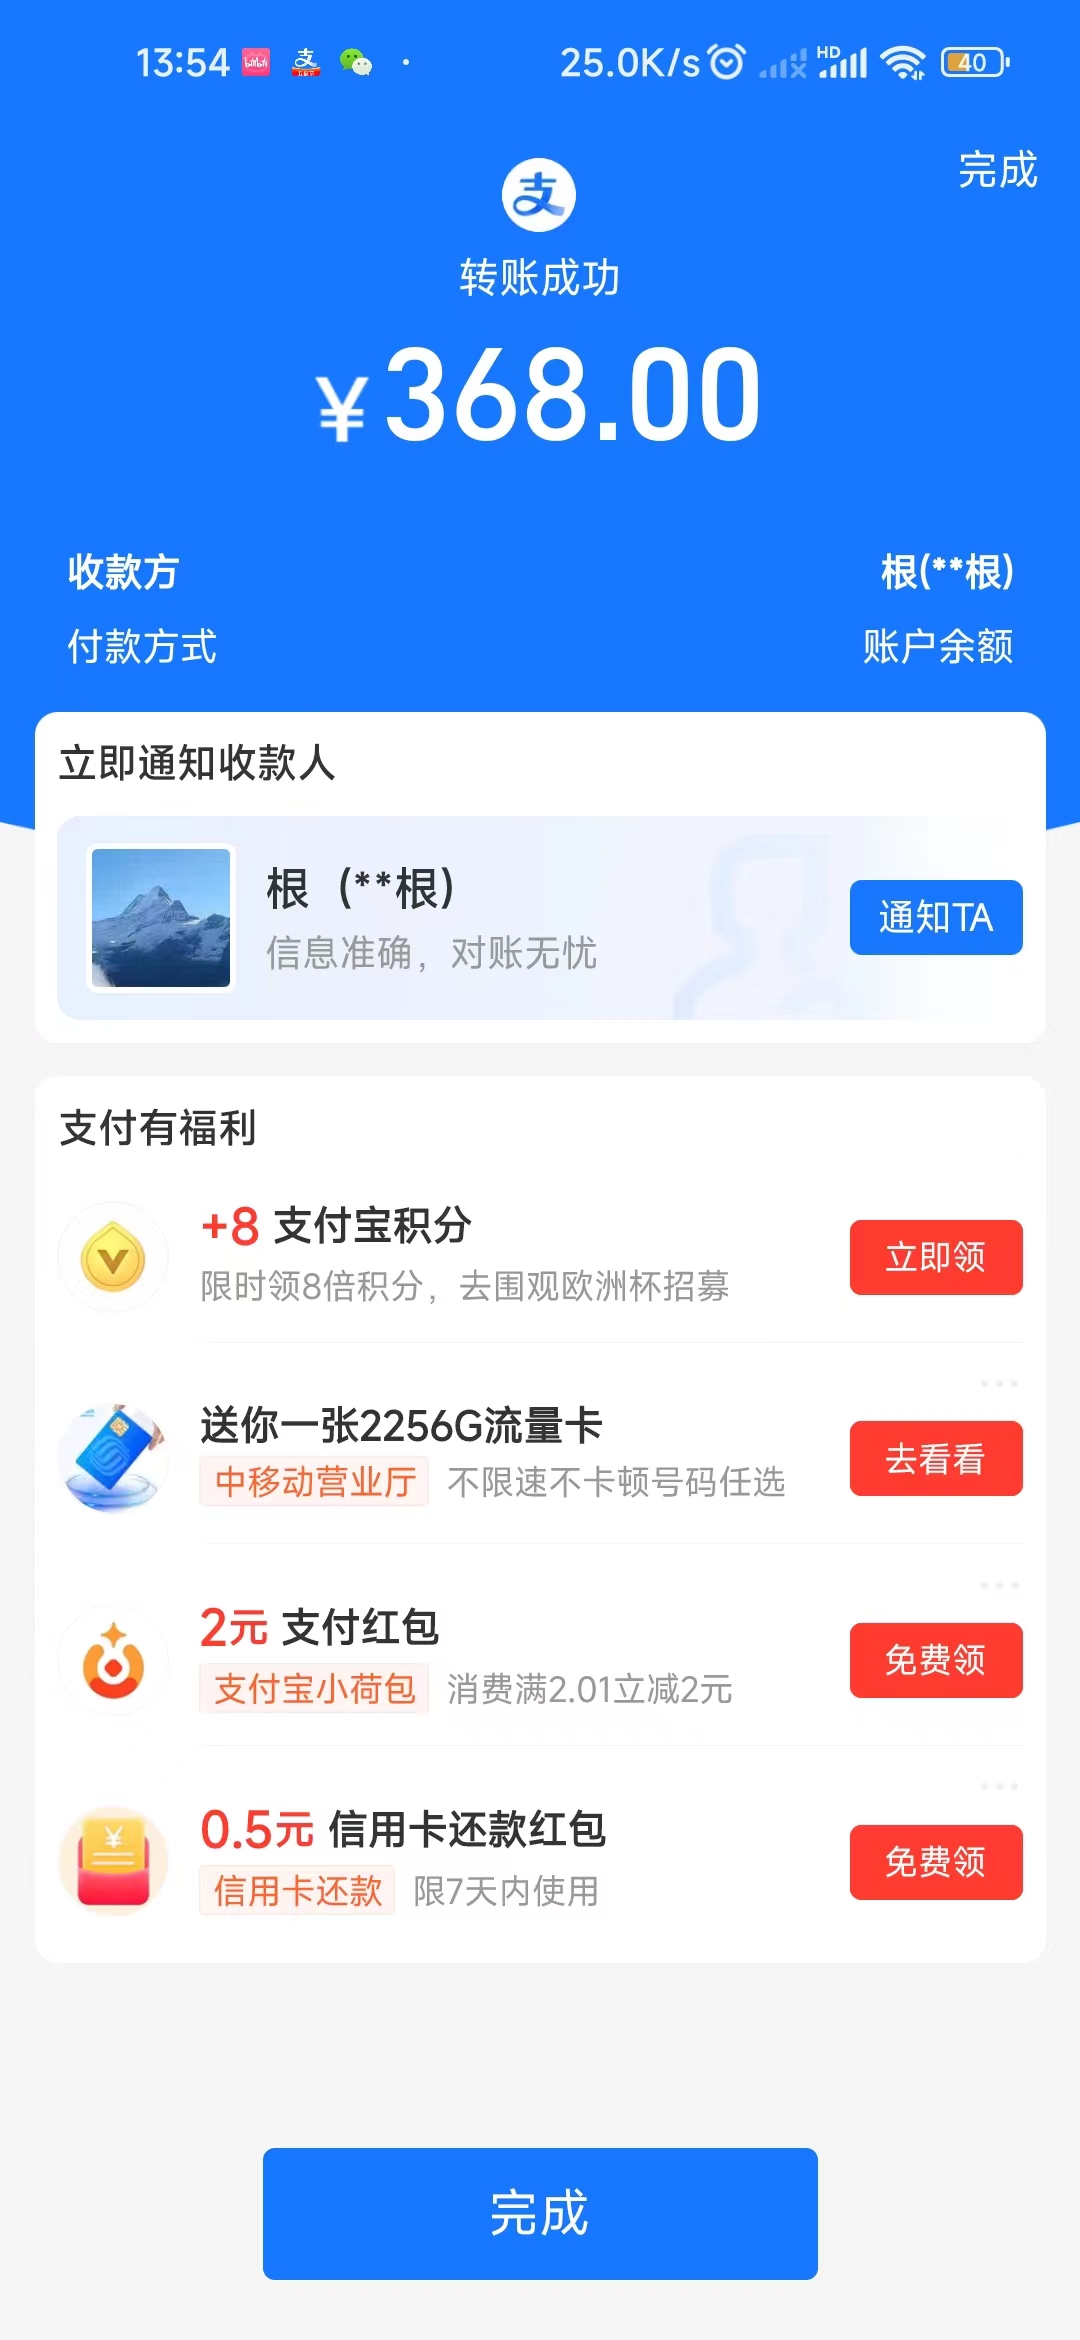 13:54 25.0K/s HD 40
完成
支
转账成功
¥368.00
收款方 根(**根)
付款方式 账户余额
立即通知收款人
根 (**根)
信息准确，对账无忧
通知TA
支付有福利
+8 支付宝积分
限时领8倍积分，去围观欧洲杯招募
立即领
送你一张2256G流量卡
中移动营业厅 不限速不卡顿号码任选
去看看
2元 支付红包
支付宝小荷包 消费满2.01立减2元
免费领
0.5元 信用卡还款红包
信用卡还款 限7天内使用
免费领
完成